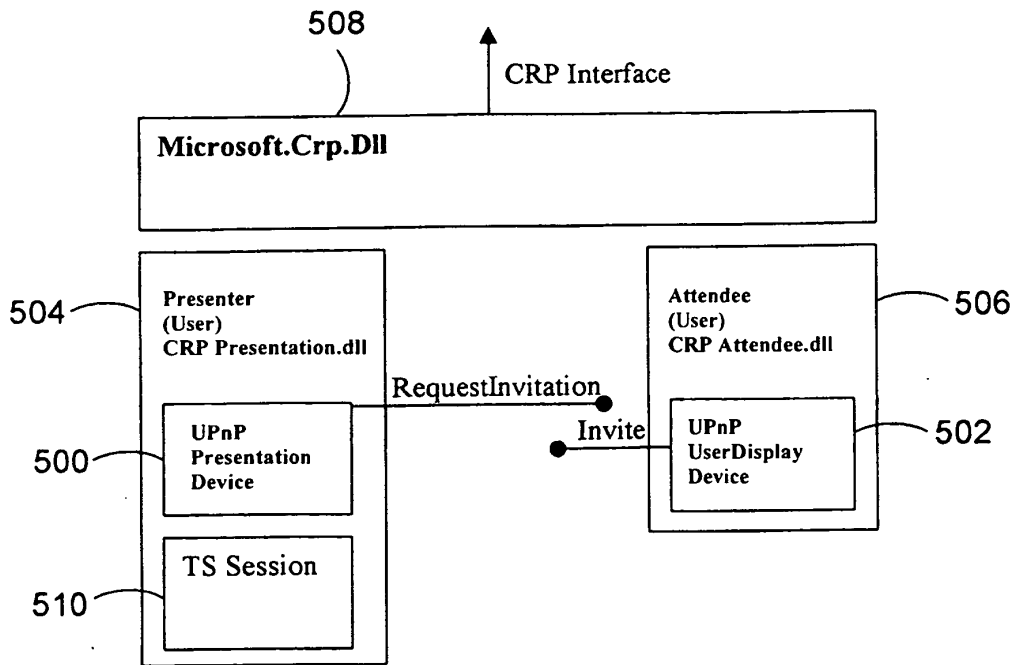 508
CRP Interface
Microsoft.Crp.Dll
504
Presenter
(User)
CRP Presentation.dll
Attendee
(User)
CRP Attendee.dll
506
RequestInvitation
Invite
500
UPnP
Presentation
Device
UPnP
UserDisplay
Device
502
TS Session
510